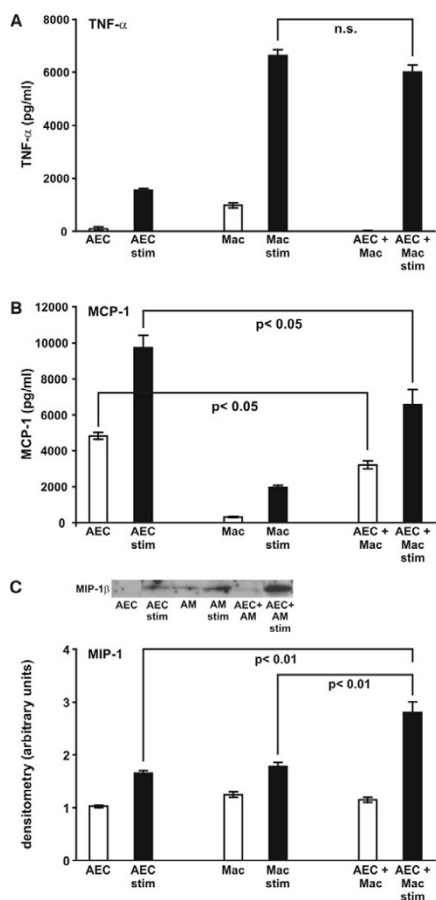 A
TNF-α
n.s.
8000
6000
4000
2000
0
TNF-α (pg/ml)
AEC
AEC stim
Mac
Mac stim
AEC + Mac
AEC + Mac stim
B
MCP-1
p< 0.05
p< 0.05
12000
10000
8000
6000
4000
2000
0
MCP-1 (pg/ml)
AEC
AEC stim
Mac
Mac stim
AEC + Mac
AEC + Mac stim
C
MIP-1β
AEC
AEC stim
AM
AM stim
AEC+ AM
AEC+ AM stim
MIP-1
p< 0.01
p< 0.01
4
3
2
1
0
densitometry (arbitrary units)
AEC
AEC stim
Mac
Mac stim
AEC + Mac
AEC + Mac stim